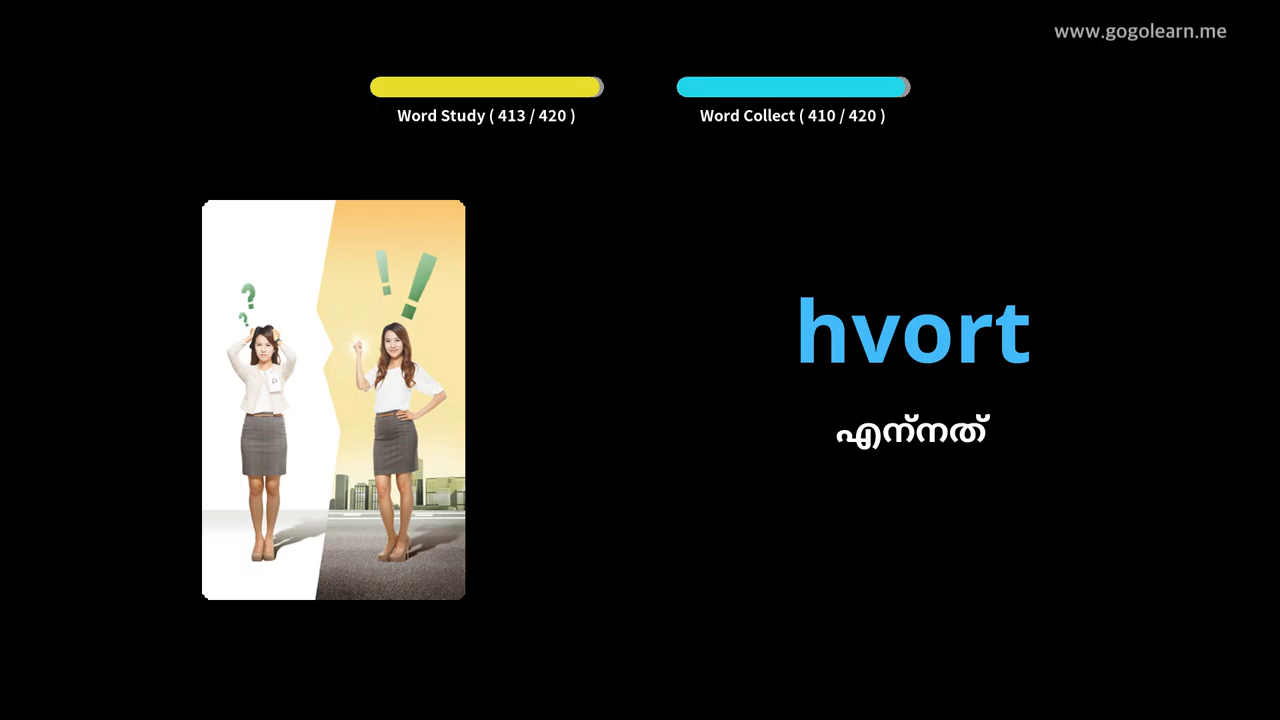 www.gogolearn.me
Word Study ( 413 / 420 )
Word Collect ( 410 / 420 )
? ?
! !
hvort
എന്നത്